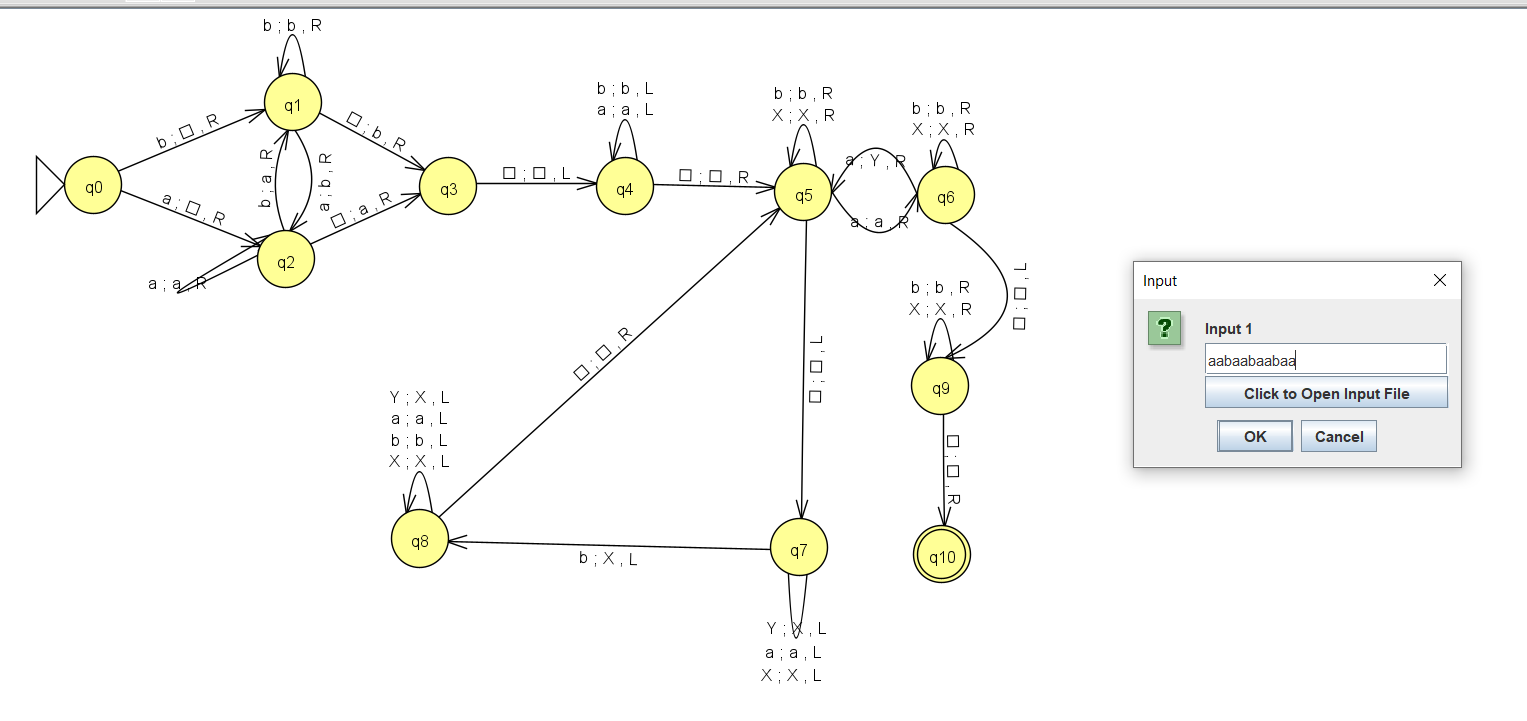 b ; b , R
q1
b ; □ , R
□ ; b , R
q0
a ; □ , R
b ; a , R
a ; b , R
□ ; a , R
q2
a ; a , R
q3
□ ; □ , L
b ; b , L
a ; a , L
q4
□ ; □ , R
b ; b , R
X ; X , R
q5
a ; Y , R
a ; a , R
b ; b , R
X ; X , R
q6
□ ; □ , L
b ; b , R
X ; X , R
q9
□ ; □ , R
q10
□ ; □ , R
□ ; □ , L
Y ; X , L
a ; a , L
b ; b , L
X ; X , L
q8
b ; X , L
q7
Y ; X , L
a ; a , L
X ; X , L
Input
?
Input 1
aabaabaabaa
Click to Open Input File
OK
Cancel